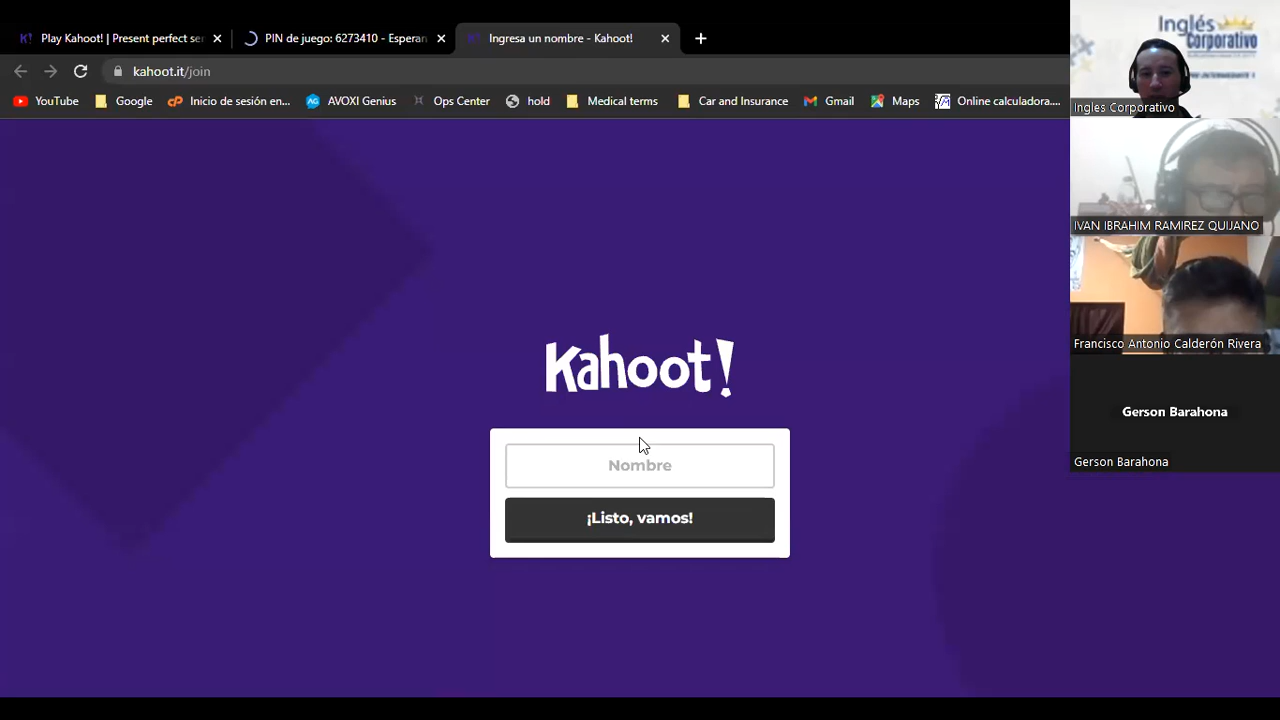 Play Kahoot! | Present perfect ser
PIN de juego: 6273410 - Esperan
Ingresa un nombre - Kahoot!
kahoot.it/join
YouTube
Google
Inicio de sesión en...
AVOXI Genius
Ops Center
hold
Medical terms
Car and Insurance
Gmail
Maps
Online calculadora....
Kahoot!
Nombre
¡Listo, vamos!
Inglés
Corporativo
Ingles Corporativo
IVAN IBRAHIM RAMIREZ QUIJANO
Francisco Antonio Calderón Rivera
Gerson Barahona
Gerson Barahona